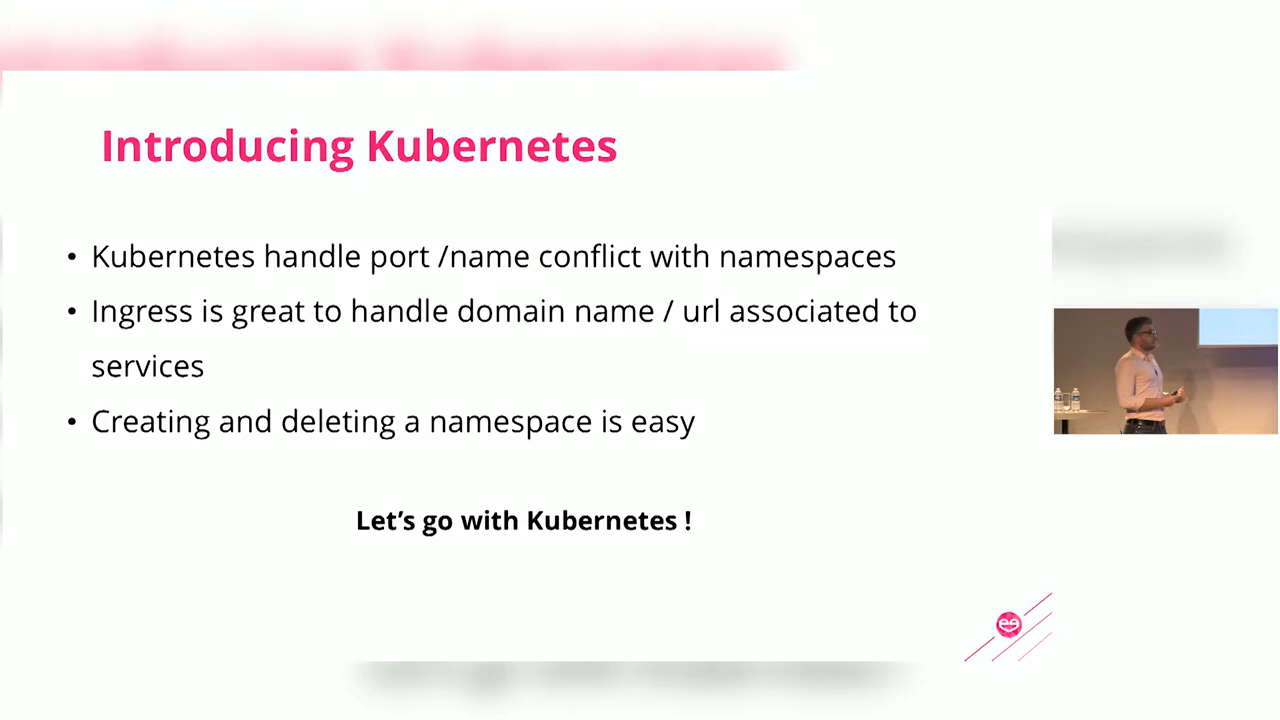 Introducing Kubernetes
• Kubernetes handle port /name conflict with namespaces
• Ingress is great to handle domain name / url associated to
services
• Creating and deleting a namespace is easy
Let’s go with Kubernetes !